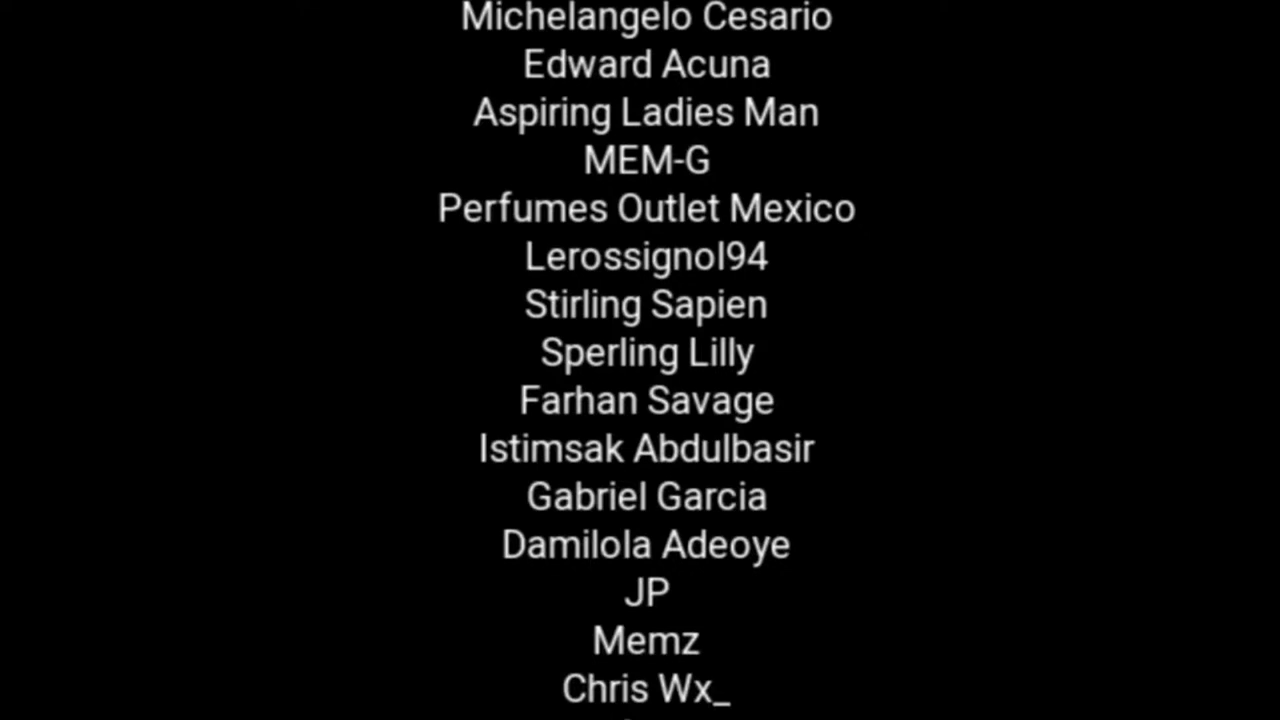 Michelangelo Cesario
Edward Acuna
Aspiring Ladies Man
MEM-G
Perfumes Outlet Mexico
Lerossignol94
Stirling Sapien
Sperling Lilly
Farhan Savage
Istimsak Abdulbasir
Gabriel Garcia
Damilola Adeoye
JP
Memz
Chris Wx_